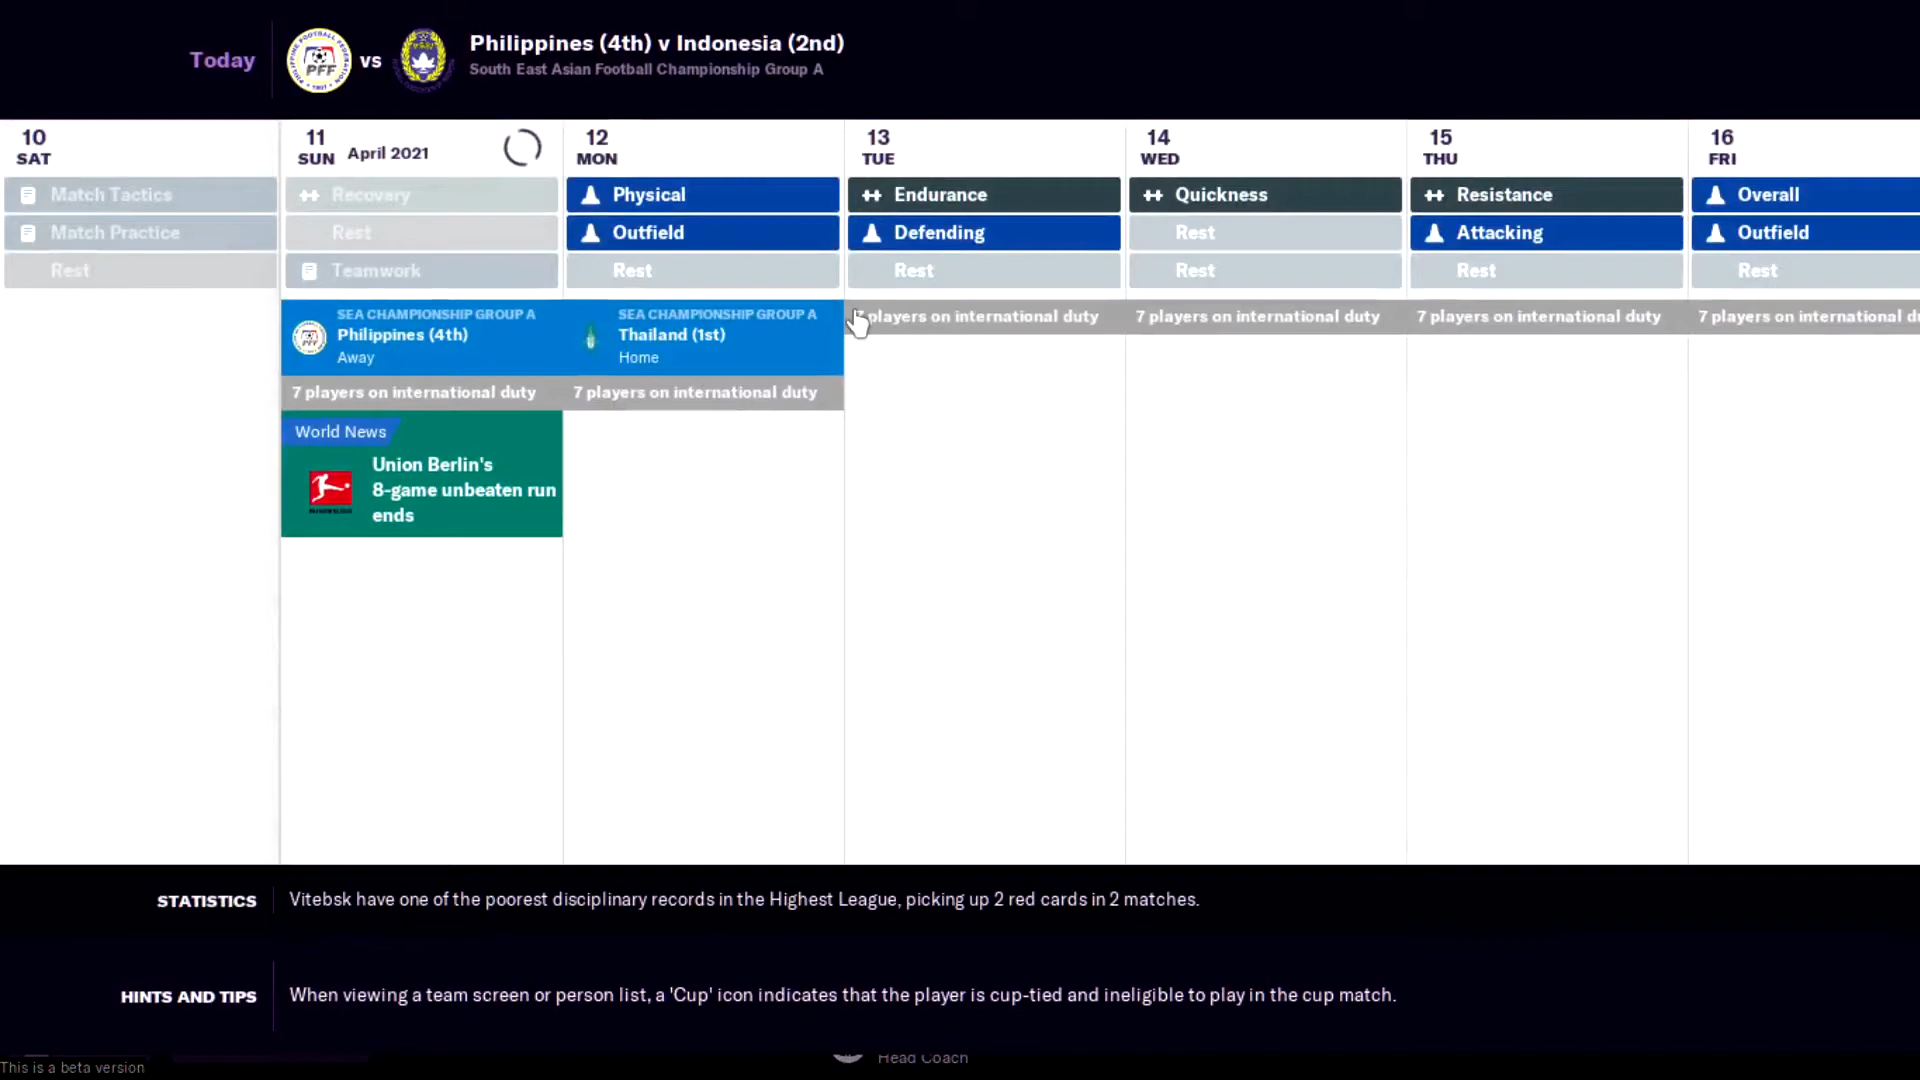 Today
vs
Philippines (4th) v Indonesia (2nd)
South East Asian Football Championship Group A
10
SAT
11
SUN
April 2021
12
MON
13
TUE
14
WED
15
THU
16
FRI
Match Tactics
Recovery
Physical
Endurance
Quickness
Resistance
Overall
Match Practice
Rest
Outfield
Defending
Rest
Attacking
Outfield
Rest
Teamwork
Rest
Rest
Rest
Rest
Rest
SEA CHAMPIONSHIP GROUP A
Philippines (4th)
Away
SEA CHAMPIONSHIP GROUP A
Thailand (1st)
Home
players on international duty
7 players on international duty
7 players on international duty
7 players on international du
7 players on international duty
7 players on international duty
World News
Union Berlin's
8-game unbeaten run
ends
STATISTICS
Vitebsk have one of the poorest disciplinary records in the Highest League, picking up 2 red cards in 2 matches.
HINTS AND TIPS
When viewing a team screen or person list, a 'Cup' icon indicates that the player is cup-tied and ineligible to play in the cup match.
Head Coach
This is a beta version